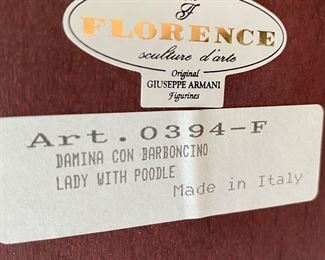 F
FLORENCE
sculture d'arte
Original
GIUSEPPE ARMANI
Figurines
Art.0394-F
DAMINA CON BARBONCINO
LADY WITH POODLE
Made in Italy